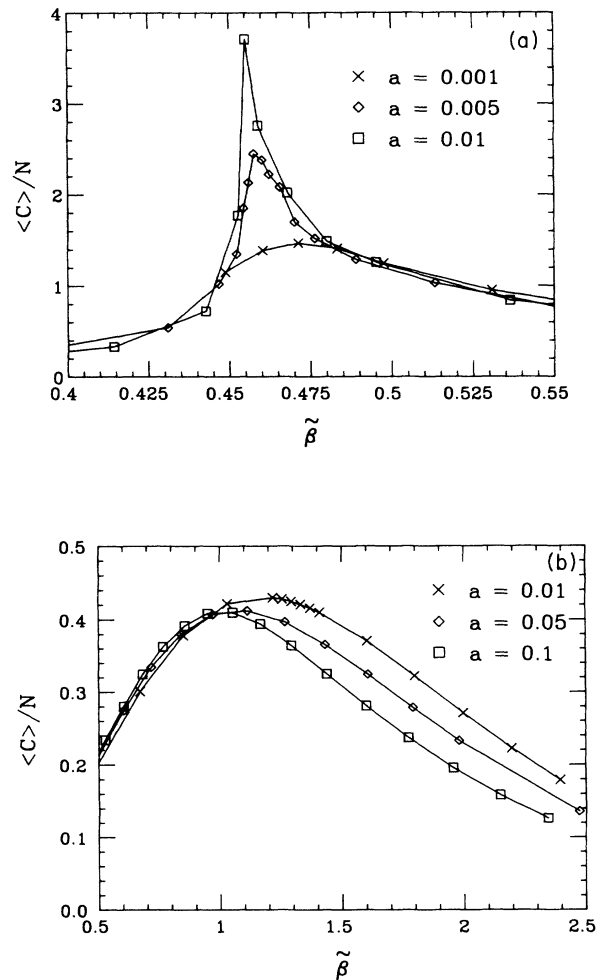 (a)
× a = 0.001
◇ a = 0.005
□ a = 0.01
<C>/N
4
3
2
1
0
0.4 0.425 0.45 0.475 0.5 0.525 0.55
β̃
(b)
× a = 0.01
◇ a = 0.05
□ a = 0.1
<C>/N
0.5
0.4
0.3
0.2
0.1
0.0
0.5 1 1.5 2 2.5
β̃